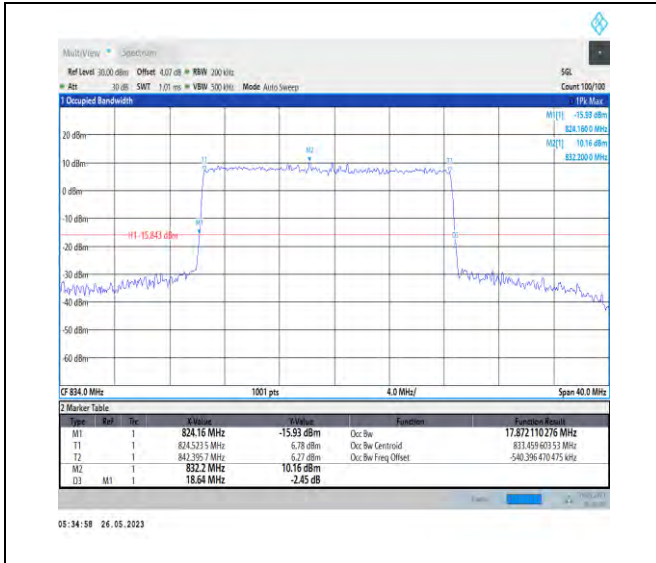 MultiView Spectrum
Ref Level 30.00 dBm Offset 4.07 dB RBW 200 kHz SGL
Att 30 dB SWT 1.01 ms VBW 500 kHz Mode Auto Sweep Count 100/100
1 Occupied Bandwidth 1Pk Max
M1[1] -15.93 dBm
824.160 0 MHz
M2[1] 10.16 dBm
832.200 0 MHz
20 dBm
M2
10 dBm
T1
0 dBm
-10 dBm
M1
H1 -15.843 dBm
D3
-20 dBm
-30 dBm
-40 dBm
-50 dBm
-60 dBm
CF 834.0 MHz 1001 pts 4.0 MHz/ Span 40.0 MHz
2 Marker Table
Type Ref Trc X-Value Y-Value Function Function Result
M1 1 824.16 MHz -15.93 dBm Occ Bw 17.872 110 276 MHz
T1 1 824.523 5 MHz 6.78 dBm Occ Bw Centroid 833.459 603 53 MHz
T2 1 842.395 7 MHz 6.27 dBm Occ Bw Freq Offset -540.396 470 475 kHz
M2 1 832.2 MHz 10.16 dBm
D3 M1 1 18.64 MHz -2.45 dB
05:34:58 26.05.2023